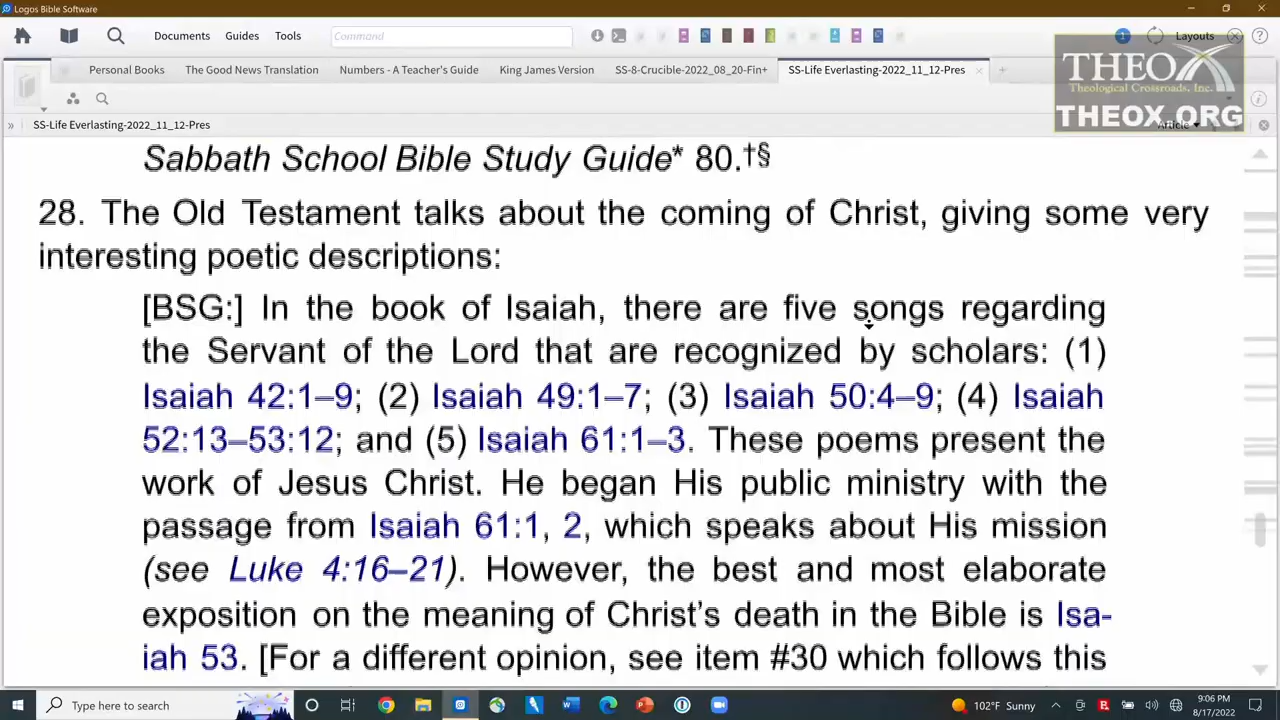 Logos Bible Software
Documents Guides Tools Command Layouts
Personal Books The Good News Translation Numbers - A Teacher's Guide King James Version SS-8-Crucible-2022_08_20-Fin+ SS-Life Everlasting-2022_11_12-Pres
THEOX
Theological Crossroads, Inc.
THEOX.ORG
SS-Life Everlasting-2022_11_12-Pres Article
Sabbath School Bible Study Guide* 80.†§
28. The Old Testament talks about the coming of Christ, giving some very
interesting poetic descriptions:
[BSG:] In the book of Isaiah, there are five songs regarding
the Servant of the Lord that are recognized by scholars: (1)
Isaiah 42:1–9; (2) Isaiah 49:1–7; (3) Isaiah 50:4–9; (4) Isaiah
52:13–53:12; and (5) Isaiah 61:1–3. These poems present the
work of Jesus Christ. He began His public ministry with the
passage from Isaiah 61:1, 2, which speaks about His mission
(see Luke 4:16–21). However, the best and most elaborate
exposition on the meaning of Christ's death in the Bible is Isa-
iah 53. [For a different opinion, see item #30 which follows this
Type here to search
102°F Sunny
9:06 PM
8/17/2022